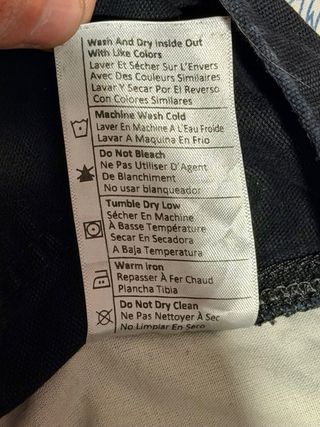 Wash And Dry Inside Out
With Like Colors
Laver Et Sécher Sur L'Envers
Avec Des Couleurs Similaires
Lavar Y Secar Por El Reverso
Con Colores Similares
Machine Wash Cold
Laver En Machine A L'Eau Froide
Lavar A Maquina En Frio
Do Not Bleach
Ne Pas Utiliser D'Agent
De Blanchiment
No usar blanqueador
Tumble Dry Low
Sécher En Machine
À Basse Température
Secar En Secadora
A Baja Temperatura
Warm Iron
Repasser À Fer Chaud
Plancha Tibia
Do Not Dry Clean
Ne Pas Nettoyer À Sec
No Limpiar En Seco